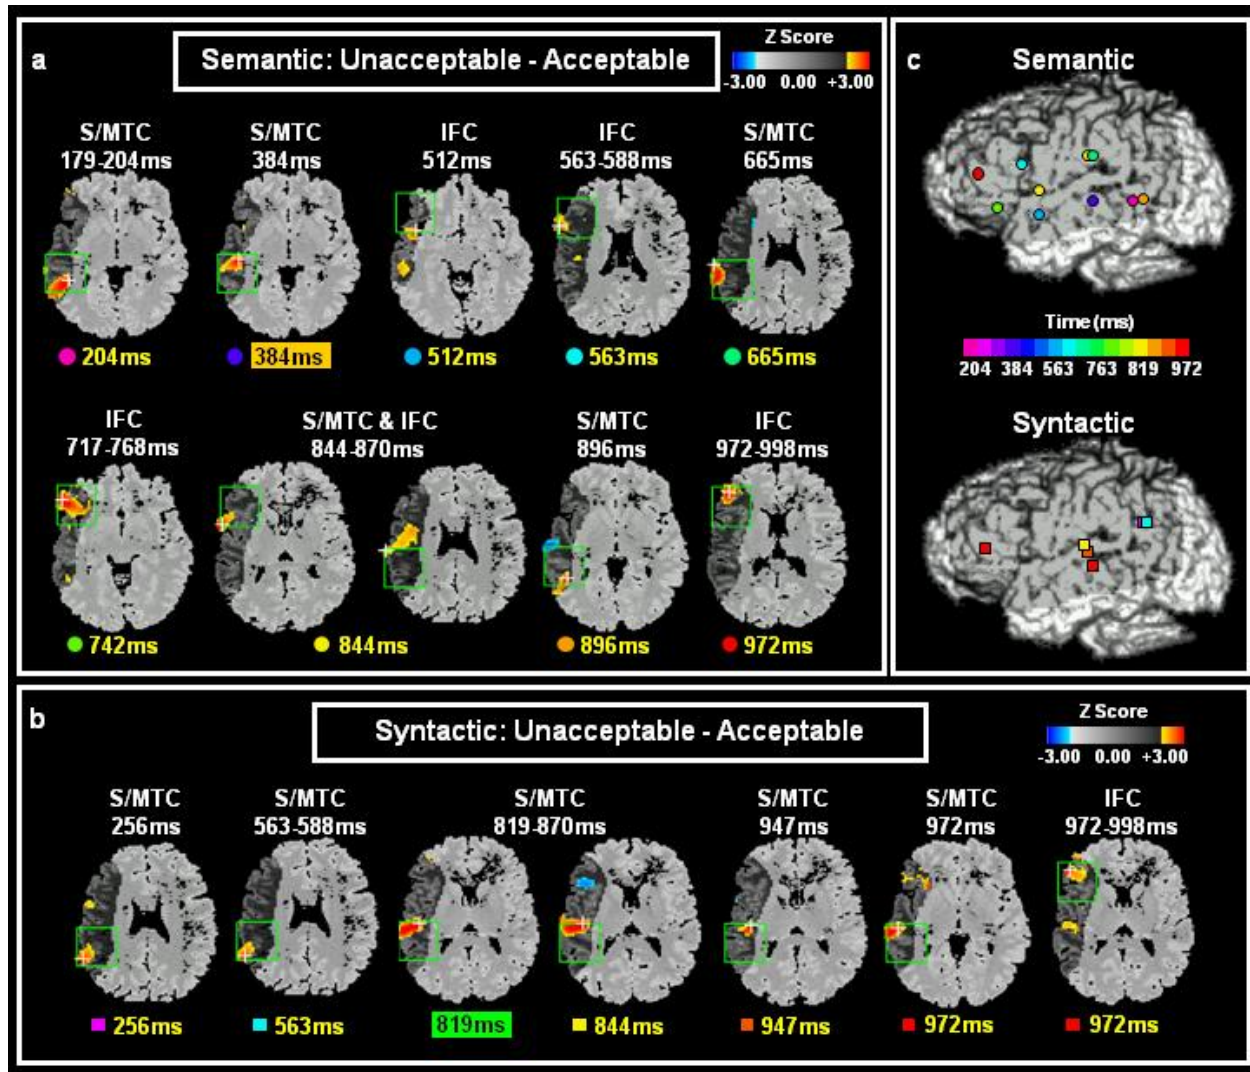 a
Semantic: Unacceptable - Acceptable
Z Score
-3.00 0.00 +3.00
S/MTC
179-204ms
S/MTC
384ms
IFC
512ms
IFC
563-588ms
S/MTC
665ms
204ms
384ms
512ms
563ms
665ms
IFC
717-768ms
S/MTC & IFC
844-870ms
S/MTC
896ms
IFC
972-998ms
742ms
844ms
896ms
972ms
c
Semantic
Time (ms)
204 384 563 763 819 972
Syntactic
b
Syntactic: Unacceptable - Acceptable
Z Score
-3.00 0.00 +3.00
S/MTC
256ms
S/MTC
563-588ms
S/MTC
819-870ms
S/MTC
947ms
S/MTC
972ms
IFC
972-998ms
256ms
563ms
819ms
844ms
947ms
972ms
972ms